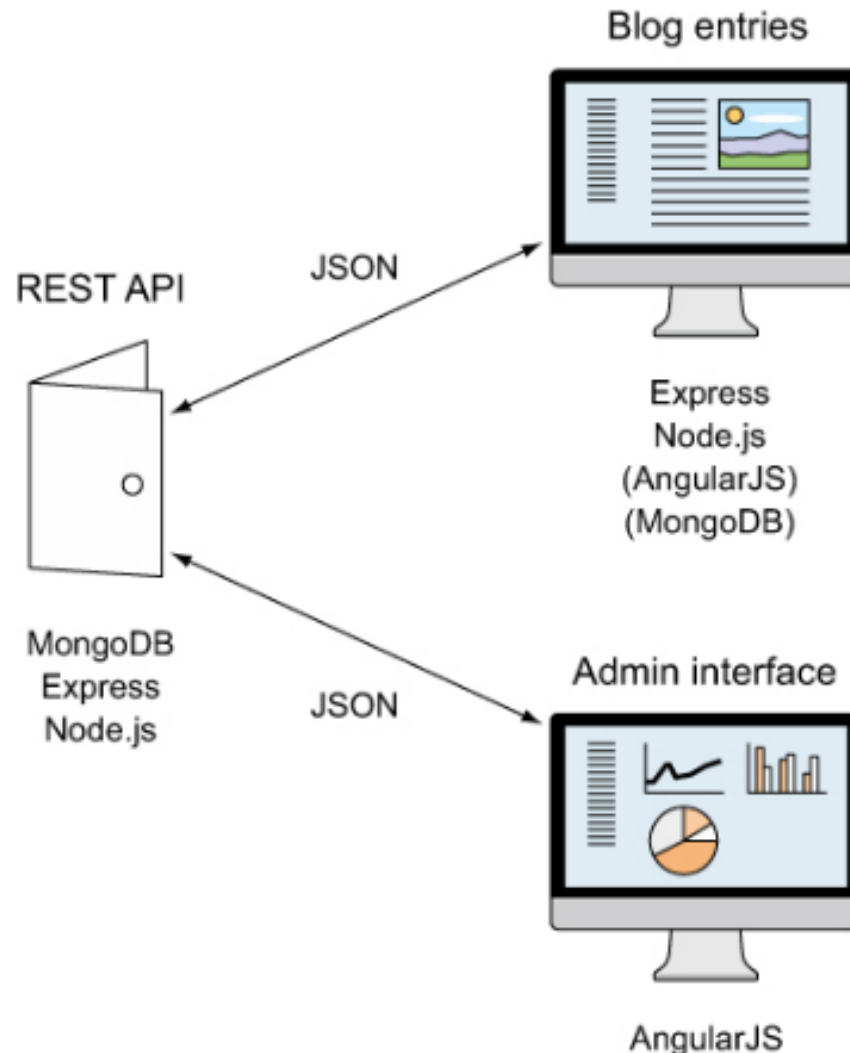 Blog entries
JSON
REST API
Express
Node.js
(AngularJS)
(MongoDB)
MongoDB
Express
Node.js
JSON
Admin interface
AngularJS